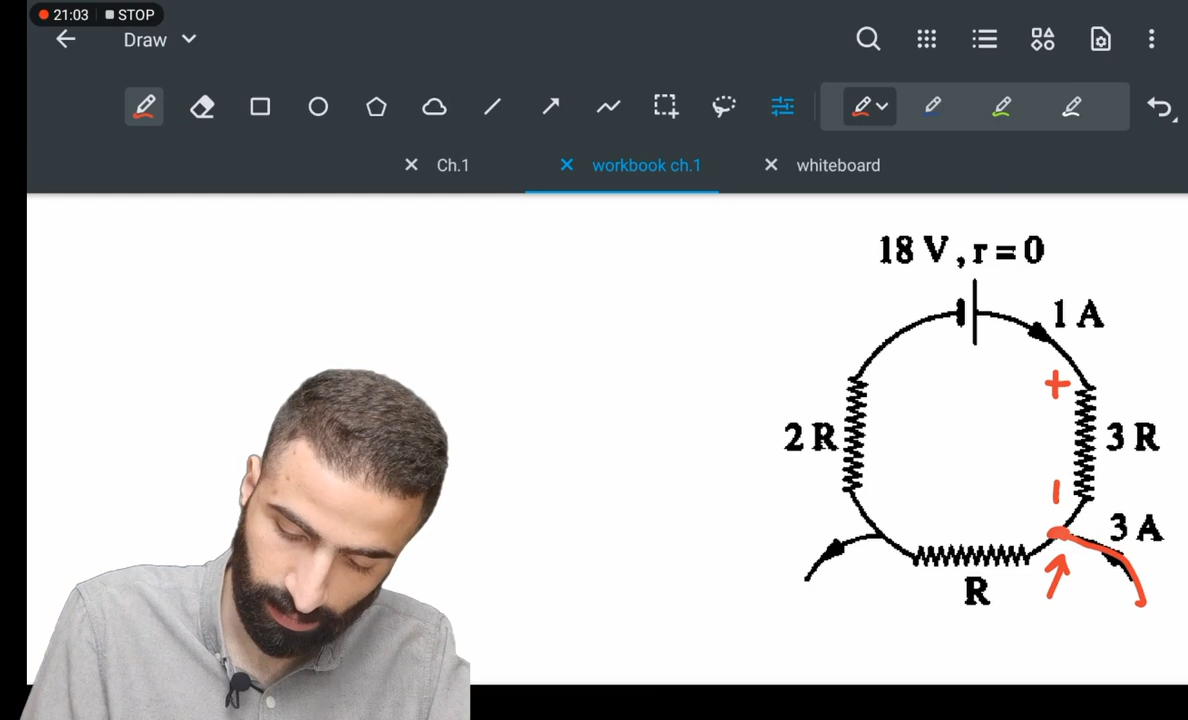 21:03 STOP
Draw
Ch.1 workbook ch.1 whiteboard
18 V, r = 0
1 A
+
2 R 3 R
-
3 A
R